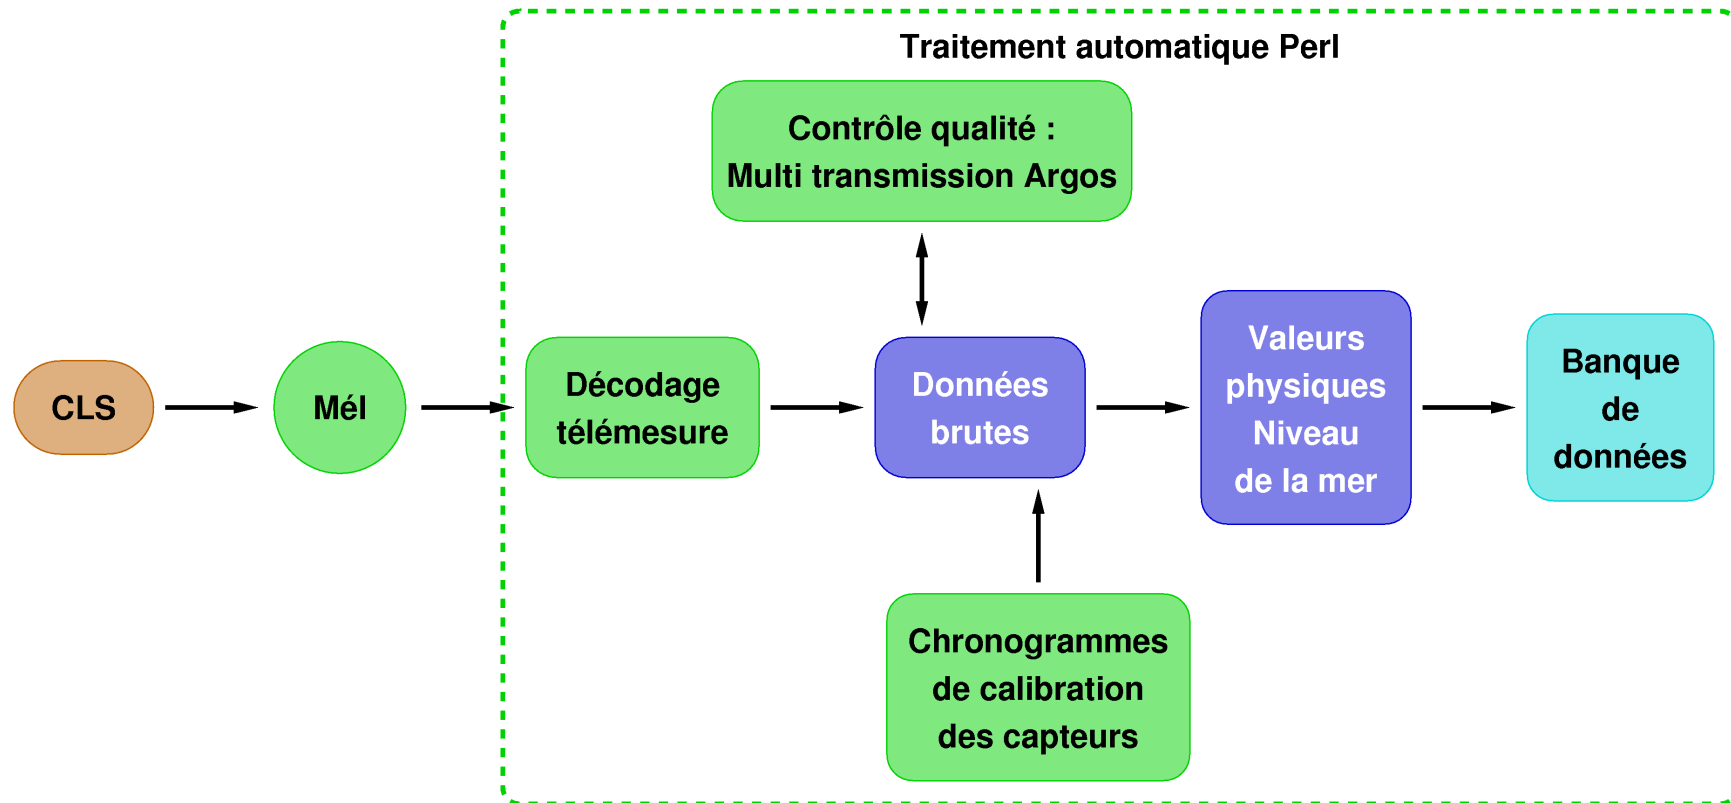 Traitement automatique Perl
Contrôle qualité :
Multi transmission Argos
CLS
Mél
Décodage
télémesure
Données
brutes
Valeurs
physiques
Niveau
de la mer
Banque
de
données
Chronogrammes
de calibration
des capteurs